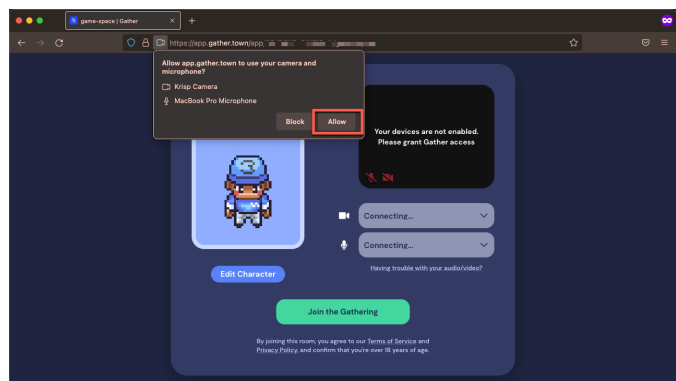 game-space | Gather
https://app.gather.town/app/
Allow app.gather.town to use your camera and
microphone?
Krisp Camera
MacBook Pro Microphone
Block Allow
Your devices are not enabled.
Please grant Gather access
Connecting...
Connecting...
Having trouble with your audio/video?
Edit Character
Join the Gathering
By joining this room, you agree to our Terms of Service and
Privacy Policy, and confirm that you're over 18 years of age.